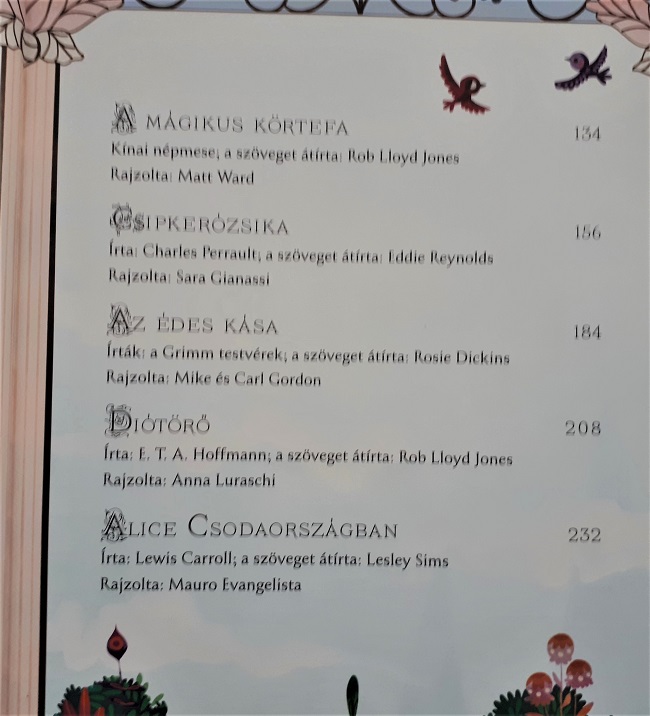 A MÁGIKUS KÖRTEFA 134
Kínai népmese; a szöveget átírta: Rob Lloyd Jones
Rajzolta: Matt Ward
CSIPKERÓZSIKA 156
Írta: Charles Perrault; a szöveget átírta: Eddie Reynolds
Rajzolta: Sara Gianassi
AZ ÉDES KÁSA 184
Írták: a Grimm testvérek; a szöveget átírta: Rosie Dickins
Rajzolta: Mike és Carl Gordon
DIÓTÖRŐ 208
Írta: E. T. A. Hoffmann; a szöveget átírta: Rob Lloyd Jones
Rajzolta: Anna Luraschi
ALICE CSODAORSZÁGBAN 232
Írta: Lewis Carroll; a szöveget átírta: Lesley Sims
Rajzolta: Mauro Evangelista